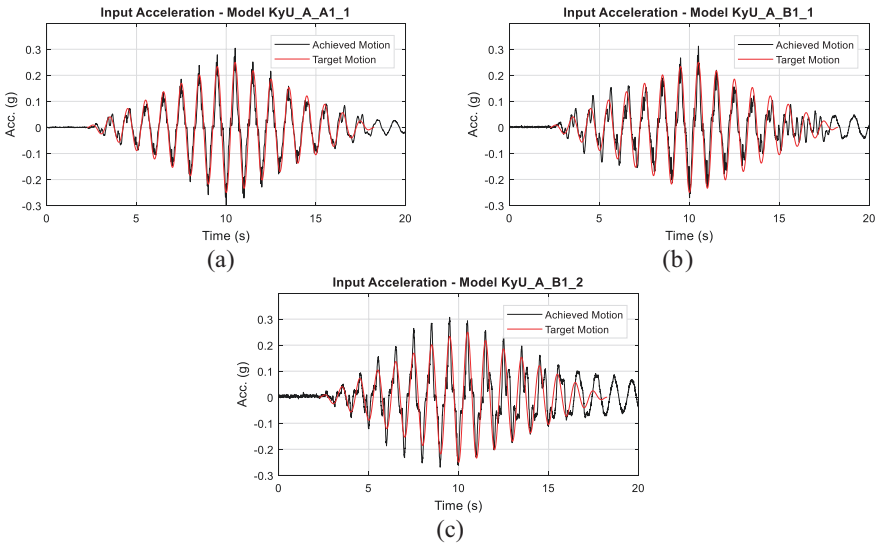 Input Acceleration - Model KyU_A_A1_1
Achieved Motion
Target Motion
Acc. (g)
0.3
0.2
0.1
0
-0.1
-0.2
-0.3
0 5 10 15 20
Time (s)
(a)
Input Acceleration - Model KyU_A_B1_1
Achieved Motion
Target Motion
Acc. (g)
0.3
0.2
0.1
0
-0.1
-0.2
-0.3
0 5 10 15 20
Time (s)
(b)
Input Acceleration - Model KyU_A_B1_2
Achieved Motion
Target Motion
Acc. (g)
0.3
0.2
0.1
0
-0.1
-0.2
-0.3
0 5 10 15 20
Time (s)
(c)